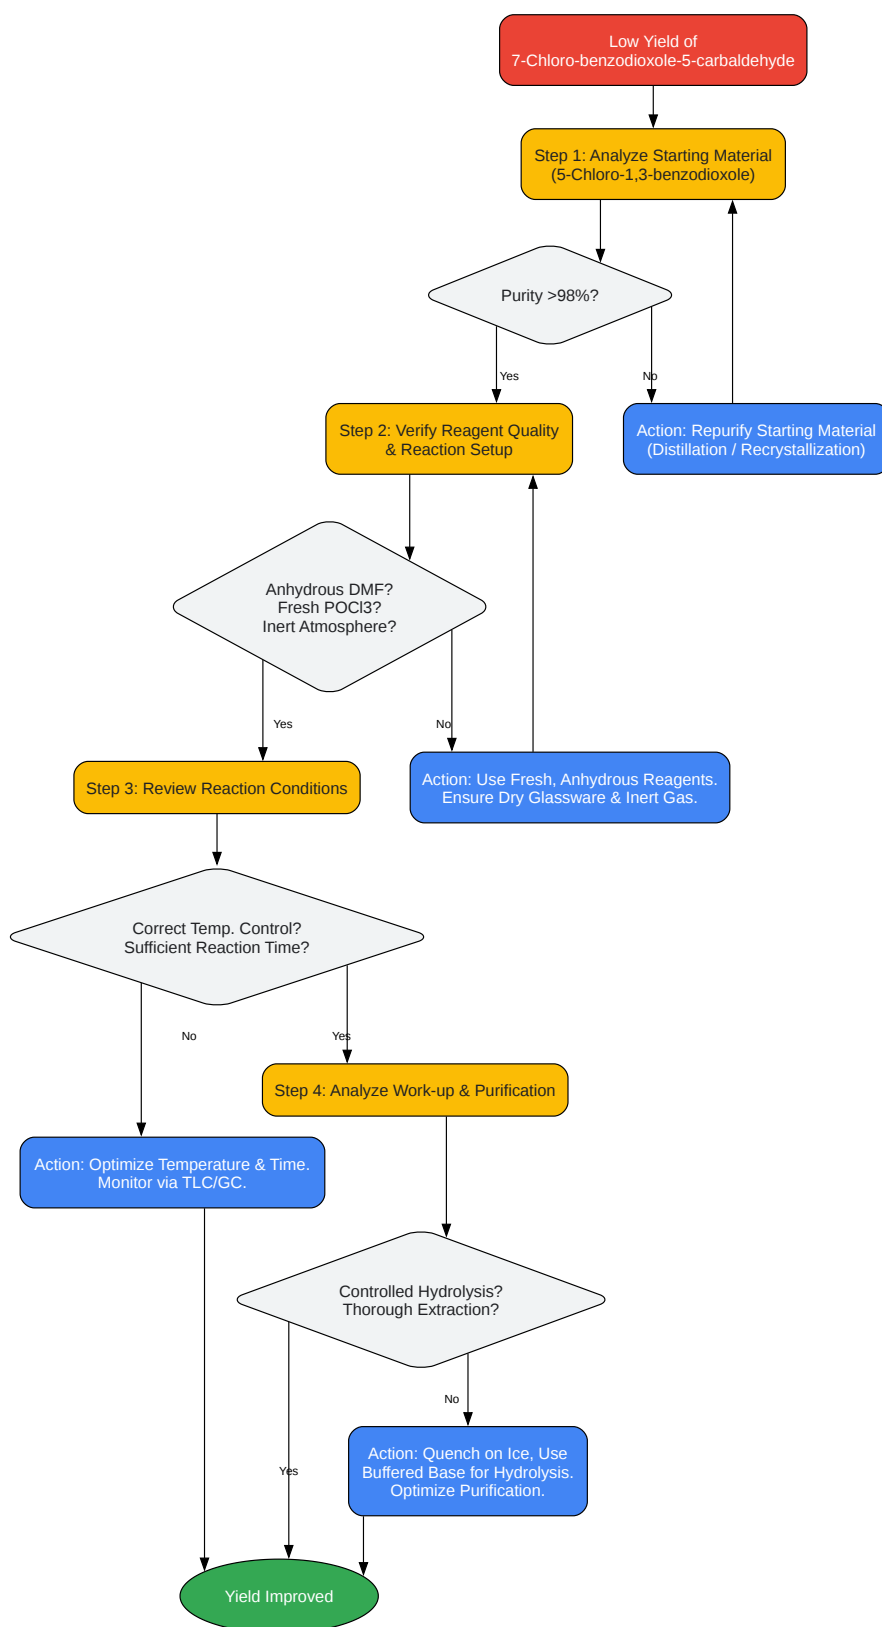 Low Yield of
7-Chloro-benzodioxole-5-carbaldehyde
Step 1: Analyze Starting Material
(5-Chloro-1,3-benzodioxole)
Purity >98%?
Yes
No
Step 2: Verify Reagent Quality
& Reaction Setup
Action: Repurify Starting Material
(Distillation / Recrystallization)
Anhydrous DMF?
Fresh POCl3?
Inert Atmosphere?
Yes
No
Step 3: Review Reaction Conditions
Action: Use Fresh, Anhydrous Reagents.
Ensure Dry Glassware & Inert Gas.
Correct Temp. Control?
Sufficient Reaction Time?
No
Yes
Step 4: Analyze Work-up & Purification
Action: Optimize Temperature & Time.
Monitor via TLC/GC.
Controlled Hydrolysis?
Thorough Extraction?
No
Yes
Action: Quench on Ice, Use
Buffered Base for Hydrolysis.
Optimize Purification.
Yield Improved